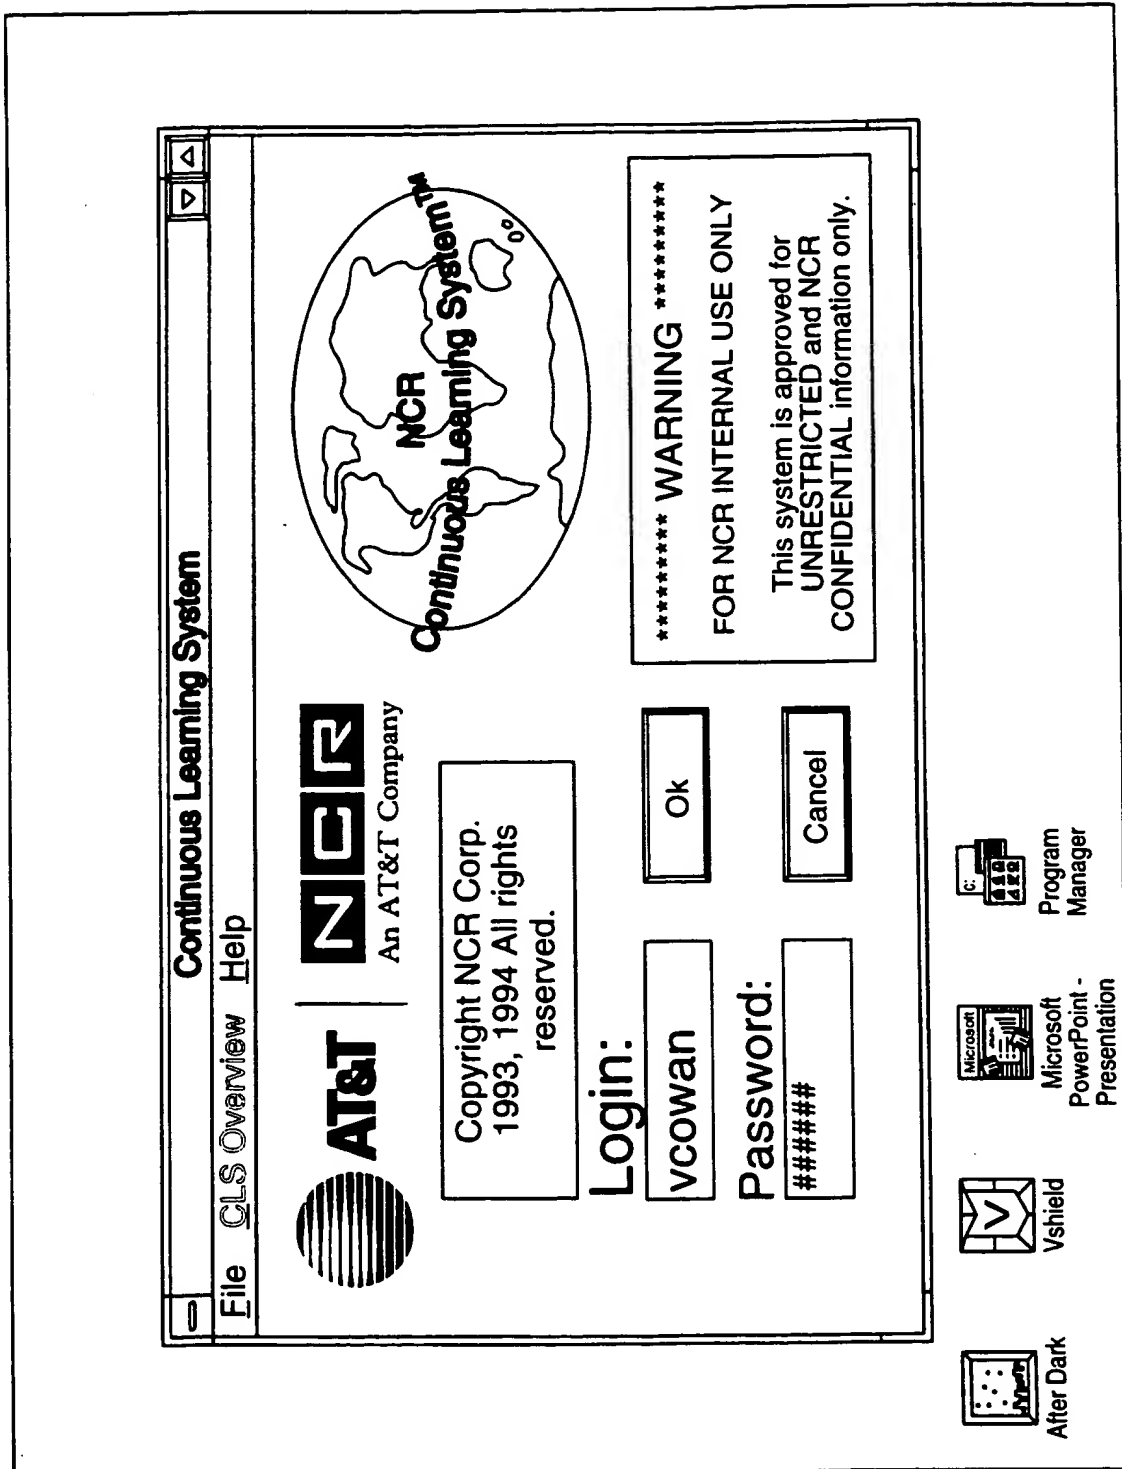 Continuous Learning System
File CLS Overview Help
AT&T
NCR
An AT&T Company
NCR
Continuous Learning System™
Copyright NCR Corp.
1993, 1994 All rights
reserved.
Login:
vcowan
Ok
Password:
######
Cancel
********* WARNING *********
FOR NCR INTERNAL USE ONLY
This system is approved for
UNRESTRICTED and NCR
CONFIDENTIAL information only.
After Dark
V
Vshield
Microsoft
Microsoft
PowerPoint -
Presentation
C:
Program
Manager